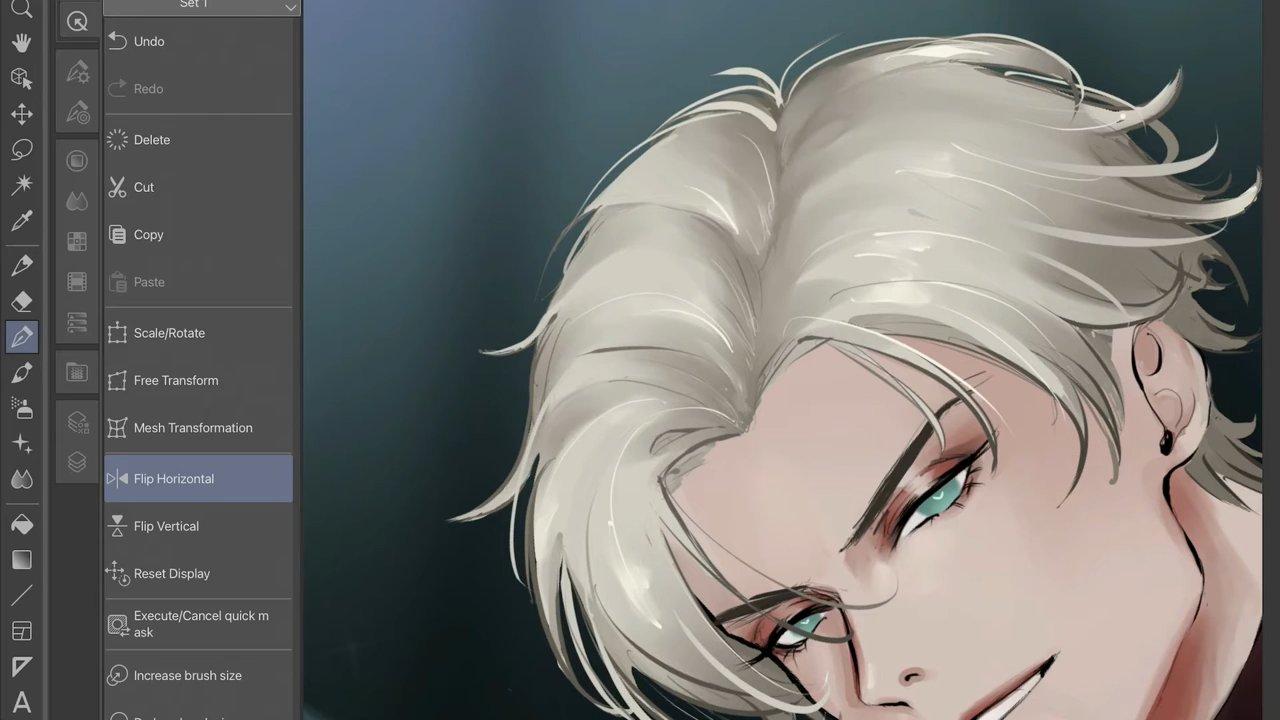 Set 1
Undo
Redo
Delete
Cut
Copy
Paste
Scale/Rotate
Free Transform
Mesh Transformation
Flip Horizontal
Flip Vertical
Reset Display
Execute/Cancel quick m
ask
Increase brush size